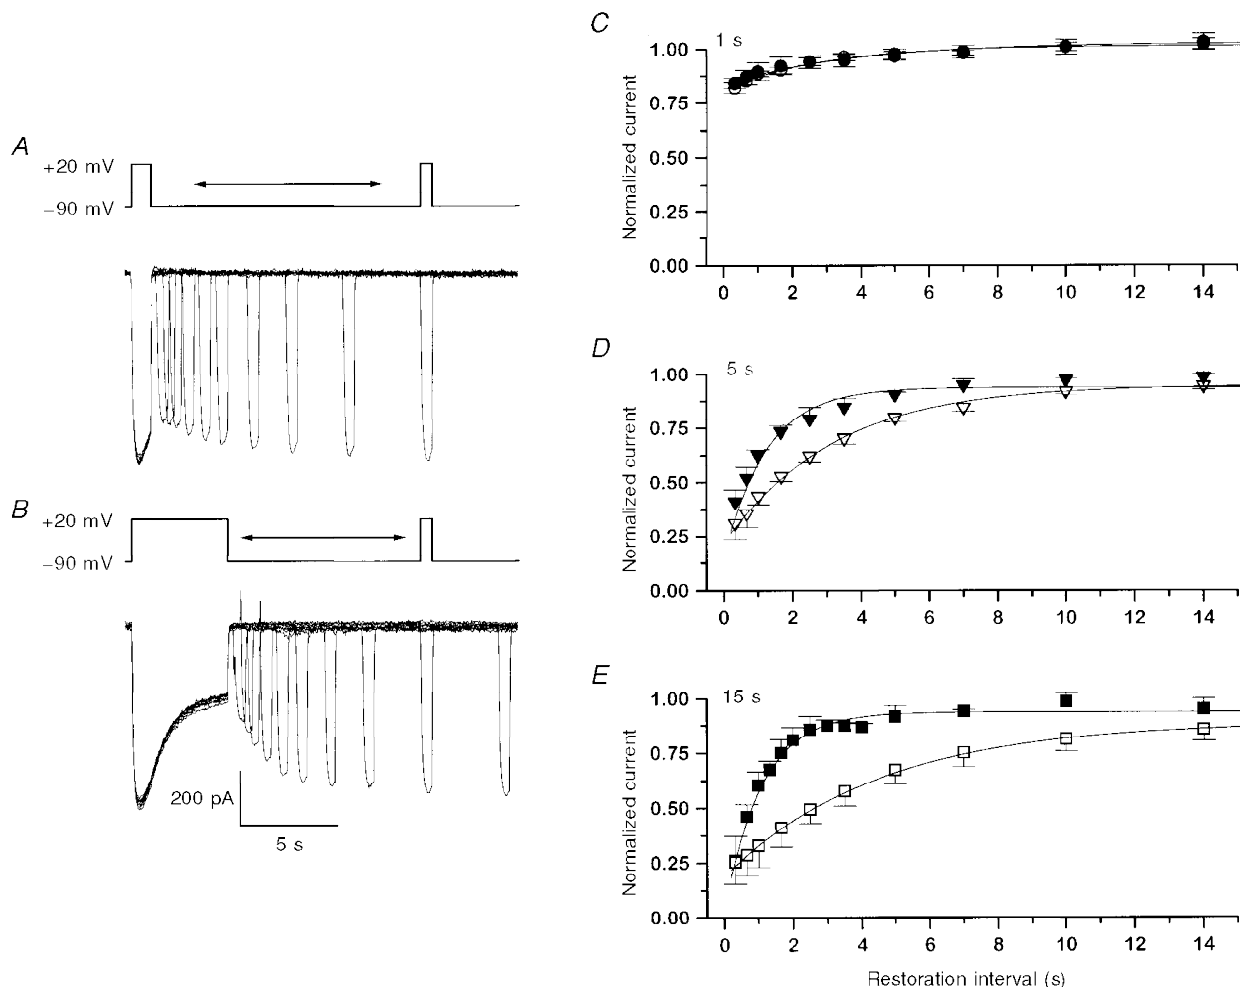 A
+20 mV
−90 mV
B
+20 mV
−90 mV
200 pA
5 s
C
1 s
1.00
0.75
0.50
0.25
0.00
Normalized current
0 2 4 6 8 10 12 14
D
5 s
1.00
0.75
0.50
0.25
0.00
Normalized current
0 2 4 6 8 10 12 14
E
15 s
1.00
0.75
0.50
0.25
0.00
Normalized current
0 2 4 6 8 10 12 14
Restoration interval (s)